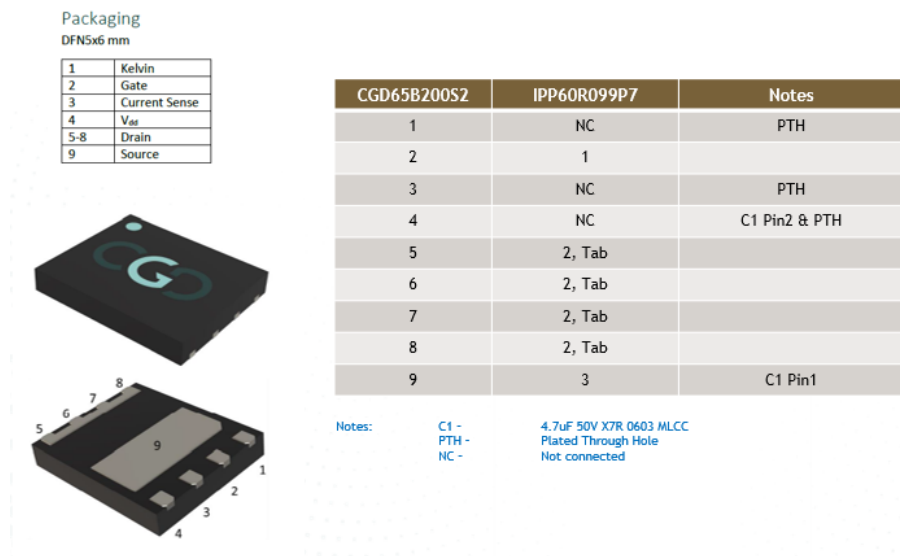 Packaging
DFN5x6 mm
1 Kelvin
2 Gate
3 Current Sense
4 Vdd
5-8 Drain
9 Source
CGD65B200S2 IPP60R099P7 Notes
1 NC PTH
2 1
3 NC PTH
4 NC C1 Pin2 & PTH
5 2, Tab
6 2, Tab
7 2, Tab
8 2, Tab
9 3 C1 Pin1
Notes: C1 - 4.7uF 50V X7R 0603 MLCC
PTH - Plated Through Hole
NC - Not connected
CGD
8
7
6
5
9
1
2
3
4